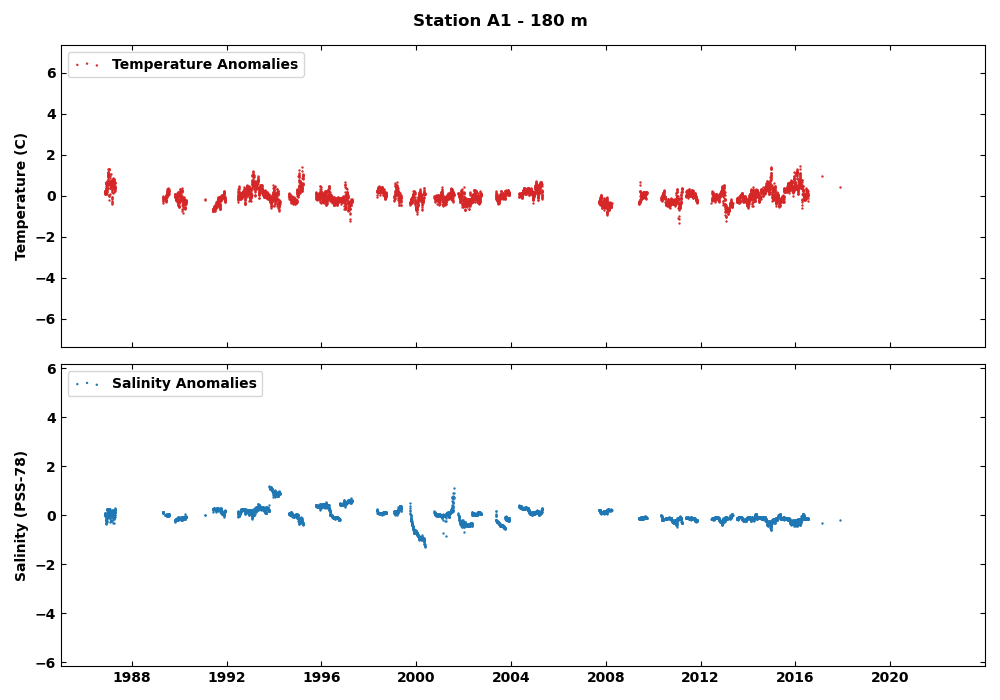 Station A1 - 180 m
Temperature Anomalies
Temperature (C)
6
4
2
0
−2
−4
−6
Salinity Anomalies
Salinity (PSS-78)
6
4
2
0
−2
−4
−6
1988 1992 1996 2000 2004 2008 2012 2016 2020